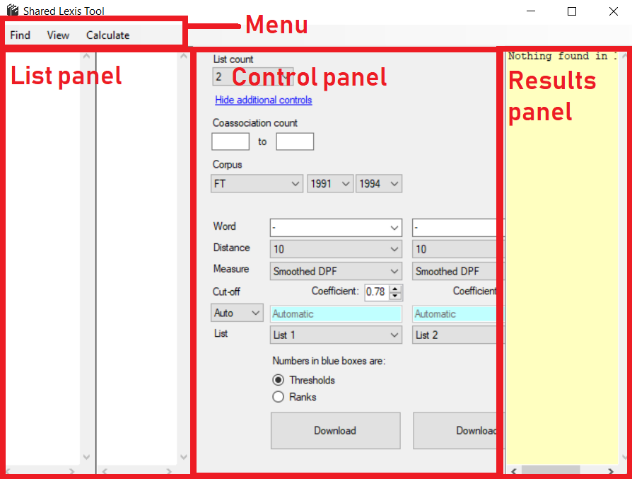 Shared Lexis Tool
Find View Calculate
Menu
List panel
Control panel
Results
panel
List count
2
Hide additional controls
Coassociation count
to
Corpus
FT 1991 1994
Word - -
Distance 10 10
Measure Smoothed DPF Smoothed DPF
Cut-off Coefficient: 0.78 Coefficient
Auto Automatic Automatic
List List 1 List 2
Numbers in blue boxes are:
Thresholds
Ranks
Download Download
Nothing found in